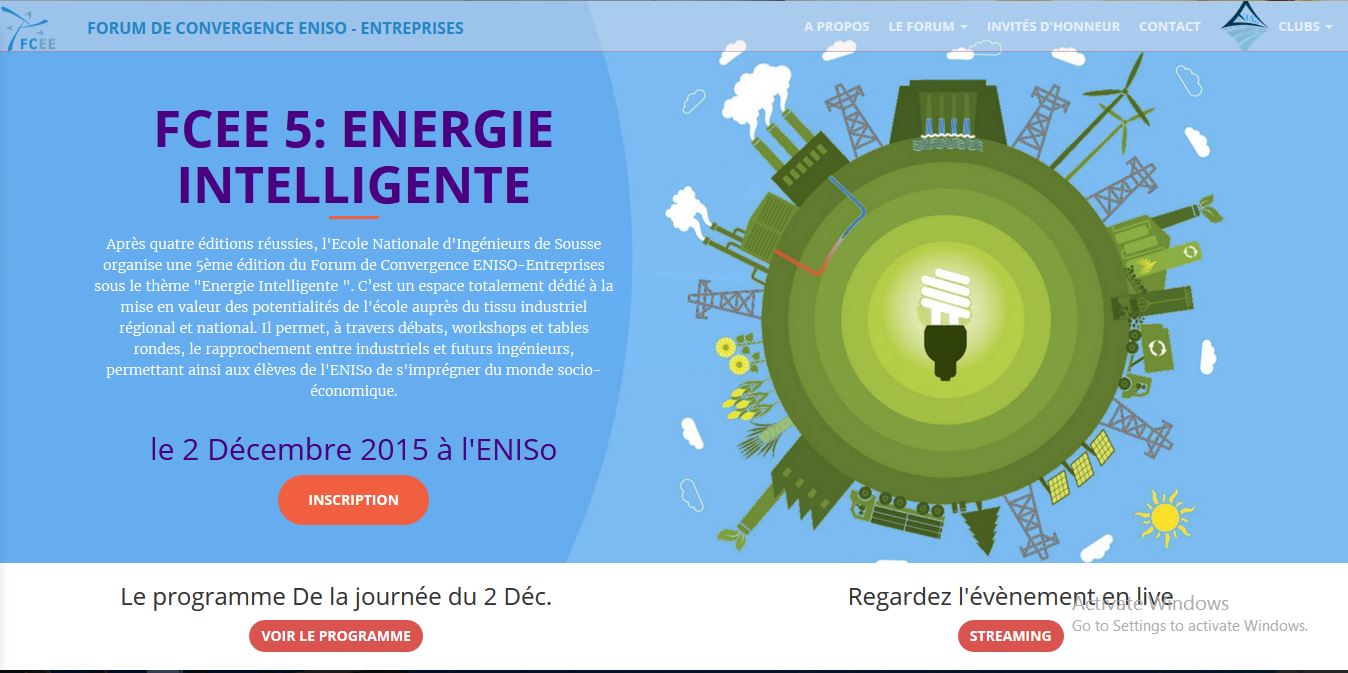 FCEE
FORUM DE CONVERGENCE ENISO - ENTREPRISES
A PROPOS
LE FORUM
INVITÉS D'HONNEUR
CONTACT
CLUBS
FCEE 5: ENERGIE
INTELLIGENTE
Après quatre éditions réussies, l'Ecole Nationale d'Ingénieurs de Sousse
organise une 5ème édition du Forum de Convergence ENISO-Entreprises
sous le thème "Energie Intelligente ". C'est un espace totalement dédié à la
mise en valeur des potentialités de l'école auprès du tissu industriel
régional et national. Il permet, à travers débats, workshops et tables
rondes, le rapprochement entre industriels et futurs ingénieurs,
permettant ainsi aux élèves de l'ENISo de s'imprégner du monde socio-
économique.
le 2 Décembre 2015 à l'ENISo
INSCRIPTION
Le programme De la journée du 2 Déc.
VOIR LE PROGRAMME
Regardez l'évènement en live
STREAMING
Activate Windows
Go to Settings to activate Windows.